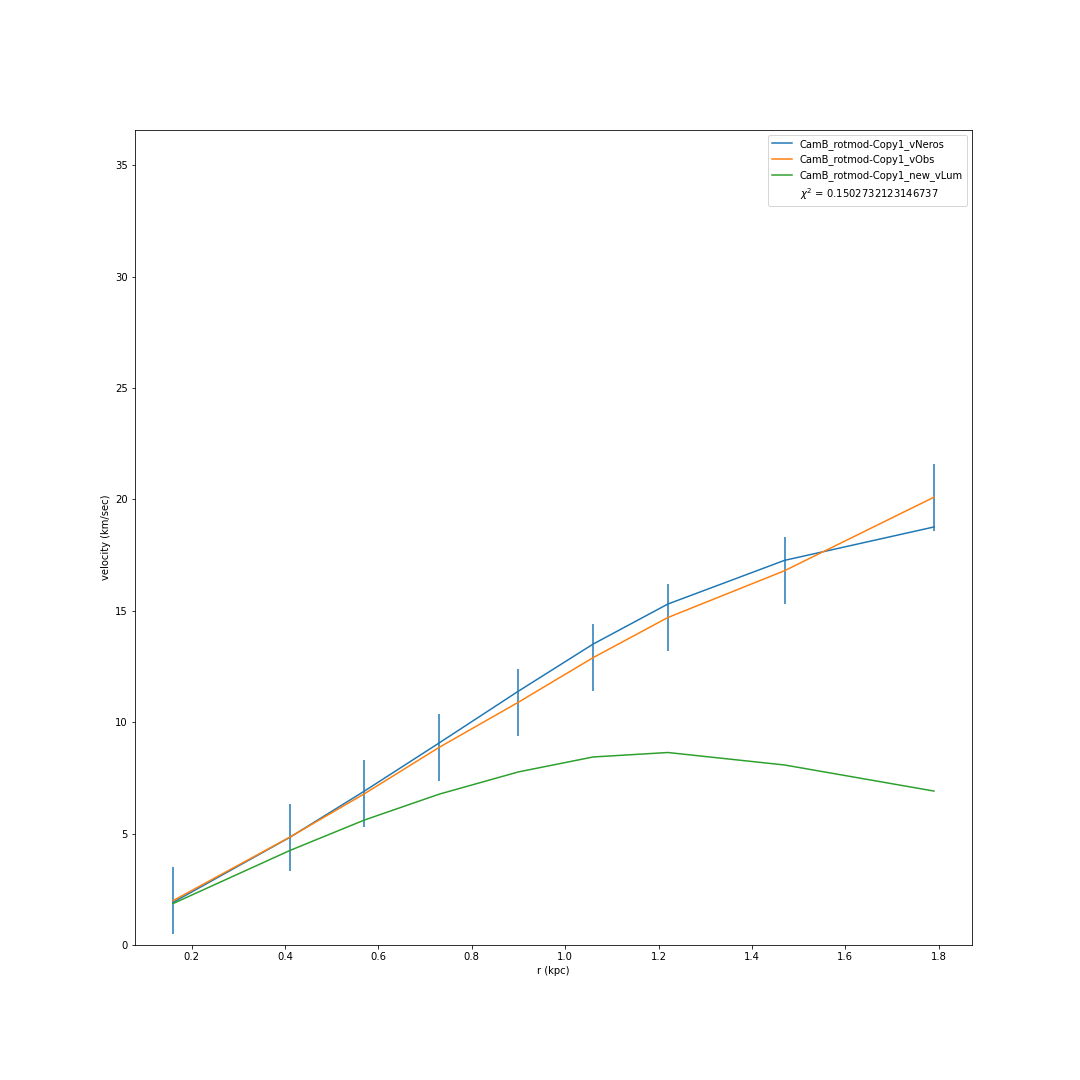 CamB_rotmod-Copy1_vNeros
CamB_rotmod-Copy1_vObs
CamB_rotmod-Copy1_new_vLum
χ² = 0.1502732123146737
35
30
25
20
15
10
5
0
velocity (km/sec)
0.2 0.4 0.6 0.8 1.0 1.2 1.4 1.6 1.8
r (kpc)